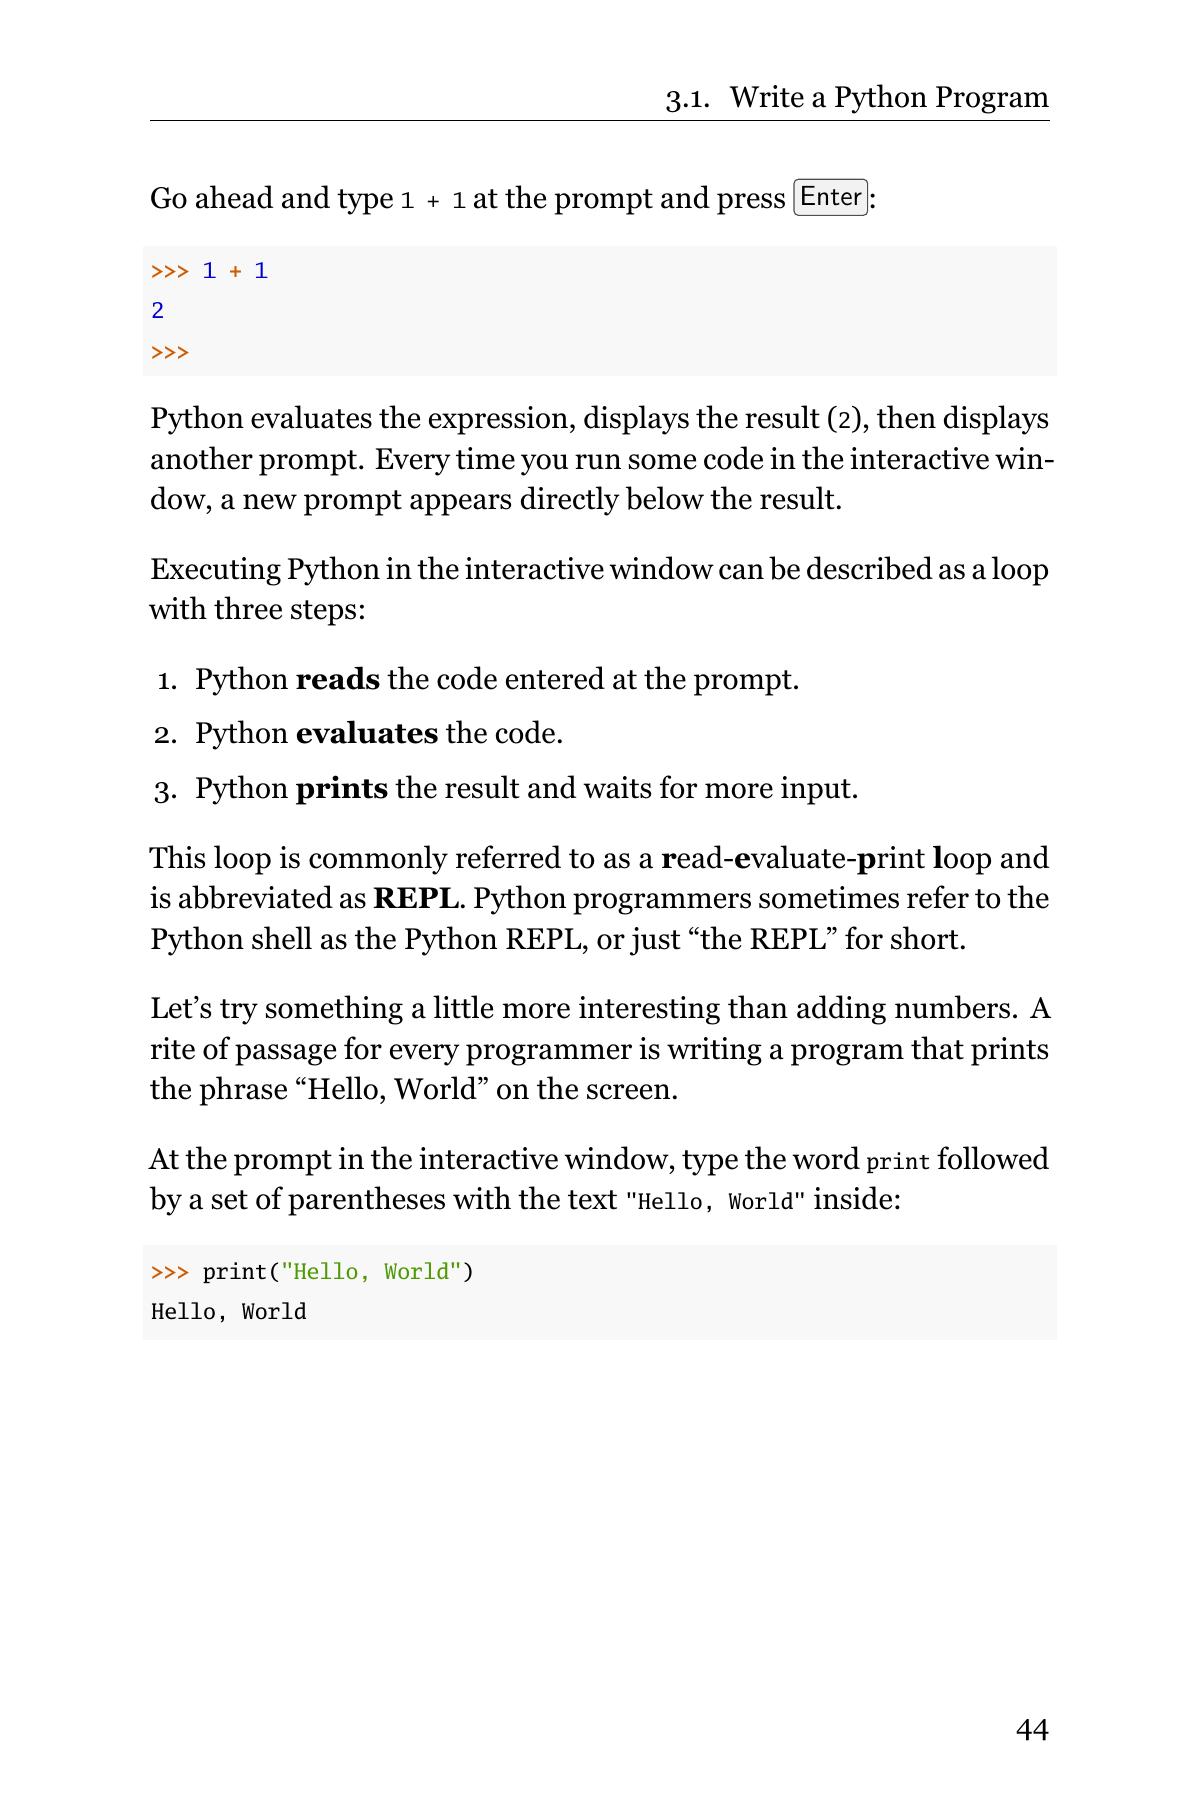 3.1. Write a Python Program
Go ahead and type 1 + 1 at the prompt and press Enter:
>>> 1 + 1
2
>>>
Python evaluates the expression, displays the result (2), then displays
another prompt. Every time you run some code in the interactive win-
dow, a new prompt appears directly below the result.
Executing Python in the interactive window can be described as a loop
with three steps:
1. Python reads the code entered at the prompt.
2. Python evaluates the code.
3. Python prints the result and waits for more input.
This loop is commonly referred to as a read-evaluate-print loop and
is abbreviated as REPL. Python programmers sometimes refer to the
Python shell as the Python REPL, or just “the REPL” for short.
Let’s try something a little more interesting than adding numbers. A
rite of passage for every programmer is writing a program that prints
the phrase “Hello, World” on the screen.
At the prompt in the interactive window, type the word print followed
by a set of parentheses with the text "Hello, World" inside:
>>> print("Hello, World")
Hello, World
44